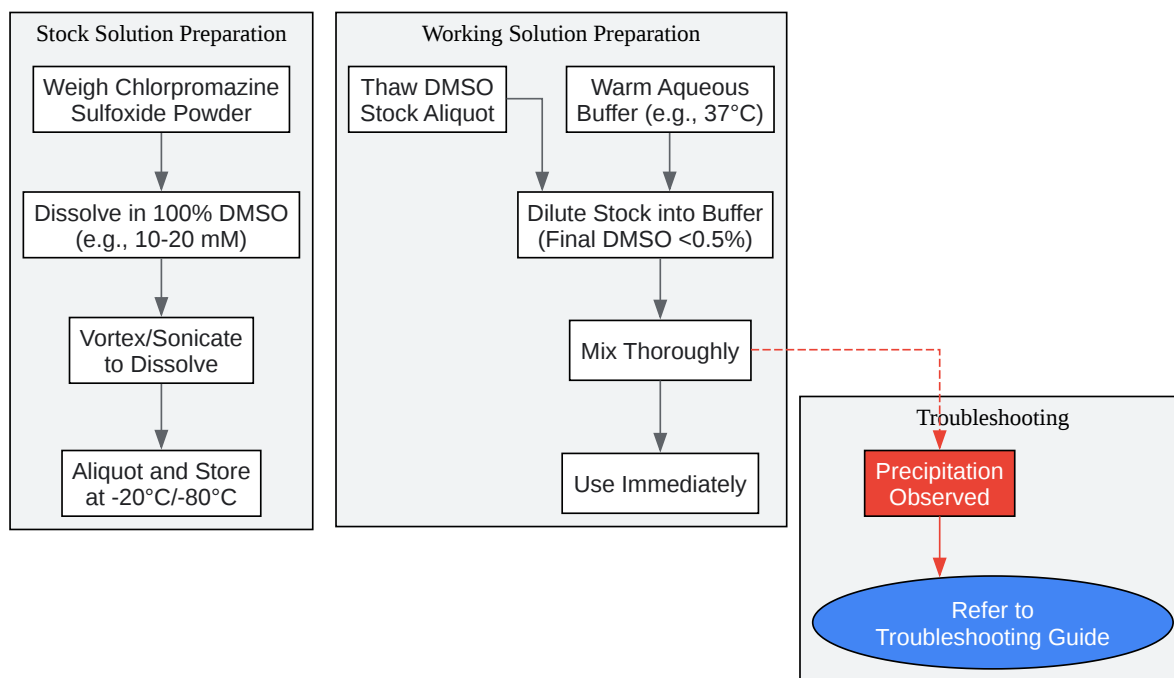 Stock Solution Preparation
Weigh Chlorpromazine
Sulfoxide Powder
Dissolve in 100% DMSO
(e.g., 10-20 mM)
Vortex/Sonicate
to Dissolve
Aliquot and Store
at -20°C/-80°C
Working Solution Preparation
Thaw DMSO
Stock Aliquot
Warm Aqueous
Buffer (e.g., 37°C)
Dilute Stock into Buffer
(Final DMSO <0.5%)
Mix Thoroughly
Use Immediately
Troubleshooting
Precipitation
Observed
Refer to
Troubleshooting Guide